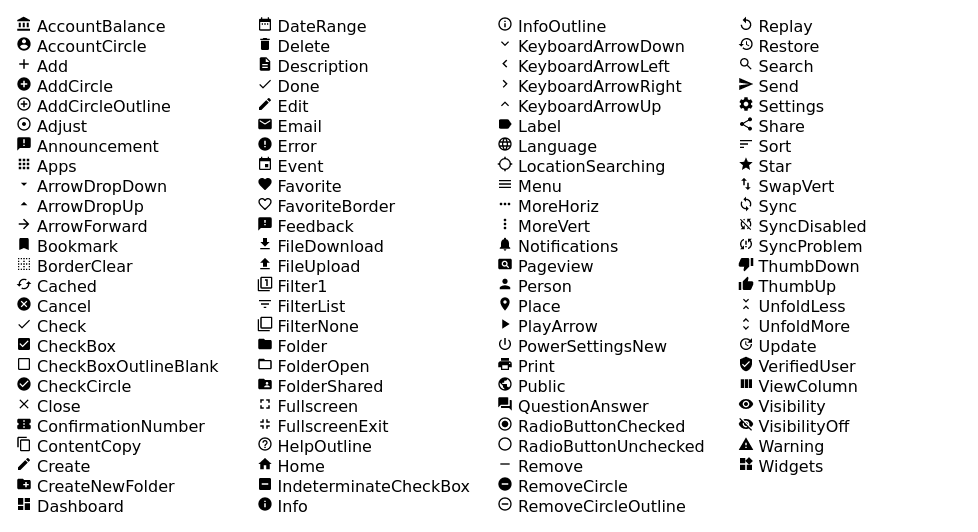 AccountBalance
AccountCircle
Add
AddCircle
AddCircleOutline
Adjust
Announcement
Apps
ArrowDropDown
ArrowDropUp
ArrowForward
Bookmark
BorderClear
Cached
Cancel
Check
CheckBox
CheckBoxOutlineBlank
CheckCircle
Close
ConfirmationNumber
ContentCopy
Create
CreateNewFolder
Dashboard
DateRange
Delete
Description
Done
Edit
Email
Error
Event
Favorite
FavoriteBorder
Feedback
FileDownload
FileUpload
Filter1
FilterList
FilterNone
Folder
FolderOpen
FolderShared
Fullscreen
FullscreenExit
HelpOutline
Home
IndeterminateCheckBox
Info
InfoOutline
KeyboardArrowDown
KeyboardArrowLeft
KeyboardArrowRight
KeyboardArrowUp
Label
Language
LocationSearching
Menu
MoreHoriz
MoreVert
Notifications
Pageview
Person
Place
PlayArrow
PowerSettingsNew
Print
Public
QuestionAnswer
RadioButtonChecked
RadioButtonUnchecked
Remove
RemoveCircle
RemoveCircleOutline
Replay
Restore
Search
Send
Settings
Share
Sort
Star
SwapVert
Sync
SyncDisabled
SyncProblem
ThumbDown
ThumbUp
UnfoldLess
UnfoldMore
Update
VerifiedUser
ViewColumn
Visibility
VisibilityOff
Warning
Widgets